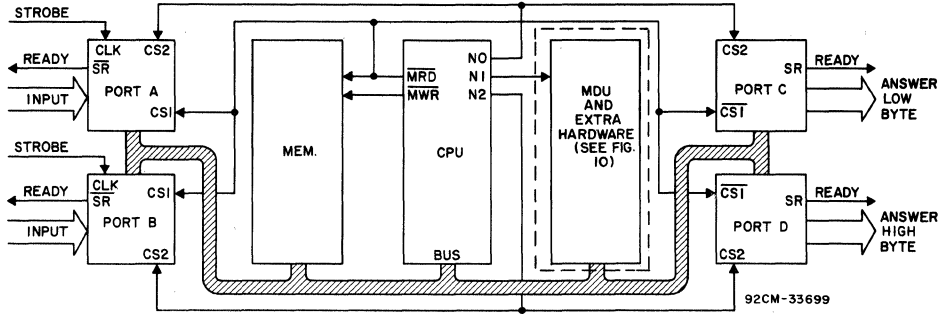 STROBE
CLK CS2
SR
READY
PORT A
INPUT
CS1
STROBE
CLK CS1
SR
READY
PORT B
INPUT
CS2
MEM.
N0
MRD N1
MWR N2
CPU
BUS
MDU
AND
EXTRA
HARDWARE
(SEE FIG.
10)
CS2
SR READY
PORT C
CS1
ANSWER
LOW
BYTE
CS1
SR READY
PORT D
CS2
ANSWER
HIGH
BYTE
92CM-33699